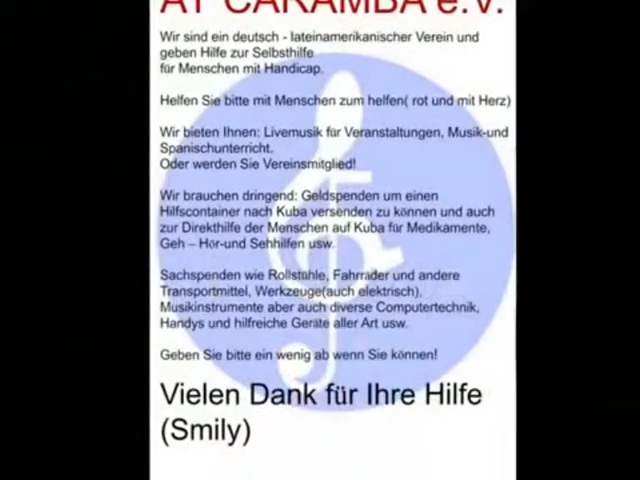 AY CARAMBA e.V.
Wir sind ein deutsch - lateinamerikanischer Verein und
geben Hilfe zur Selbsthilfe
für Menschen mit Handicap.
Helfen Sie bitte mit Menschen zum helfen( rot und mit Herz)
Wir bieten Ihnen: Livemusik für Veranstaltungen, Musik-und
Spanischunterricht.
Oder werden Sie Vereinsmitglied!
Wir brauchen dringend: Geldspenden um einen
Hilfscontainer nach Kuba versenden zu können und auch
zur Direkthilfe der Menschen auf Kuba für Medikamente,
Geh – Hör-und Sehhilfen usw.
Sachspenden wie Rollstühle, Fahrräder und andere
Transportmittel, Werkzeuge(auch elektrisch),
Musikinstrumente aber auch diverse Computertechnik,
Handys und hilfreiche Geräte aller Art usw.
Geben Sie bitte ein wenig ab wenn Sie können!
Vielen Dank für Ihre Hilfe
(Smily)